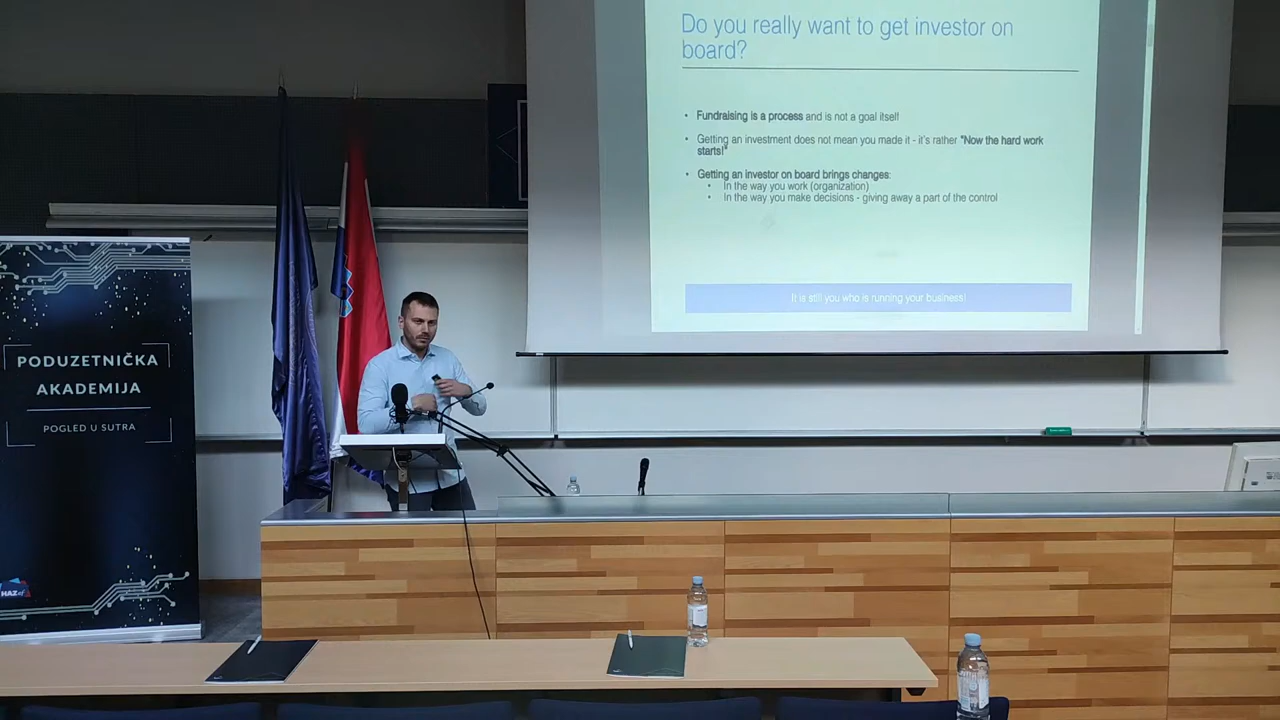 Do you really want to get investor on
board?
• Fundraising is a process and is not a goal itself
• Getting an investment does not mean you made it - it's rather "Now the hard work
starts!"
• Getting an investor on board brings changes:
• In the way you work (organization)
• In the way you make decisions - giving away a part of the control
It is still you who is running your business!
PODUZETNIČKA
AKADEMIJA
POGLED U SUTRA
HAZ